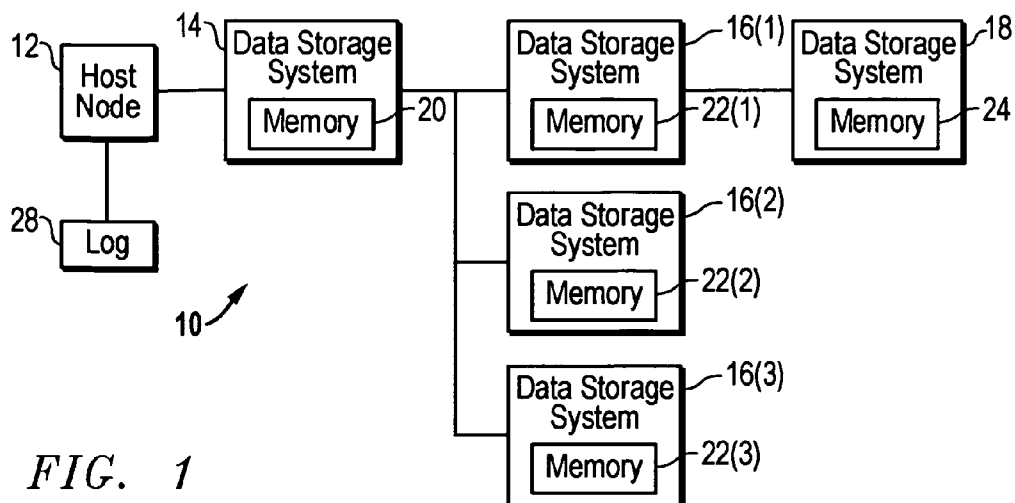 12
Host
Node
28
Log
10
14
Data Storage
System
Memory
20
16(1)
Data Storage
System
Memory
22(1)
18
Data Storage
System
Memory
24
16(2)
Data Storage
System
Memory
22(2)
16(3)
Data Storage
System
Memory
22(3)
FIG. 1